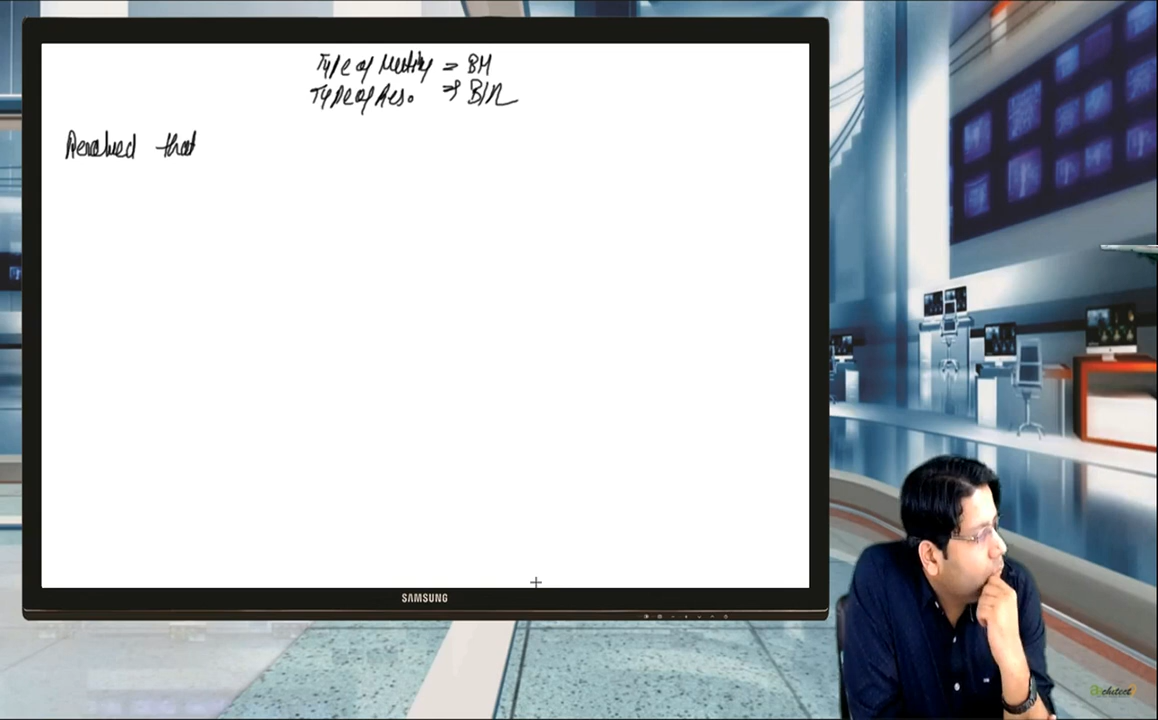 Type of Meeting = BM
Type of Reso. => B/R
Resolved that
SAMSUNG